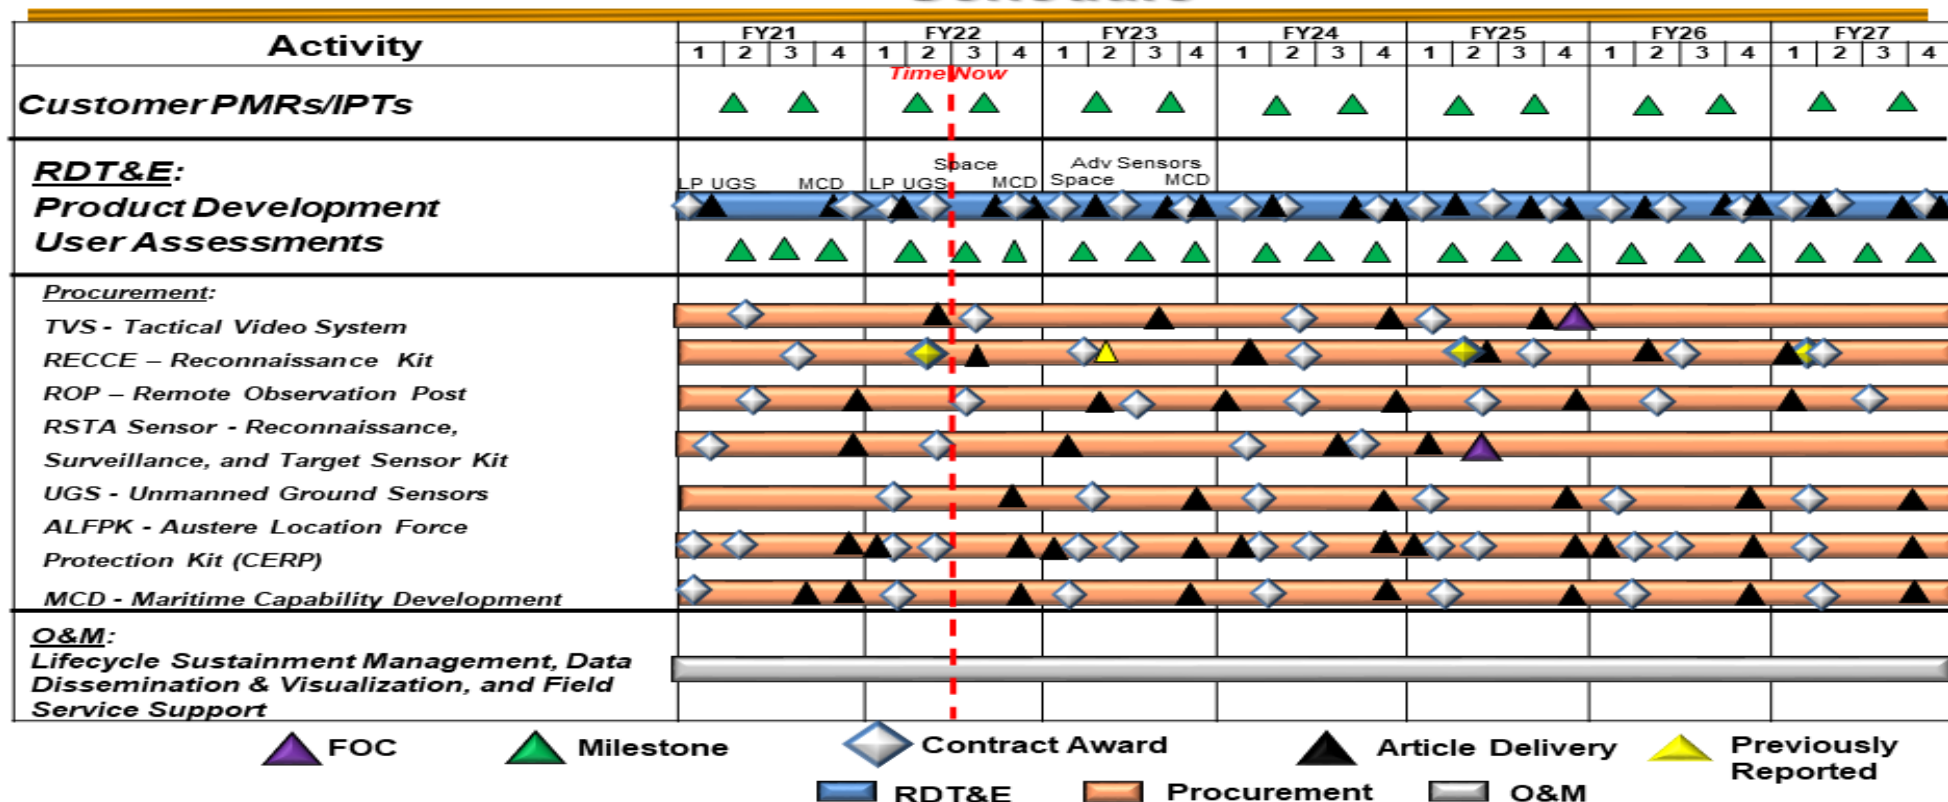 Activity
FY21 FY22 FY23 FY24 FY25 FY26 FY27
1 2 3 4 1 2 3 4 1 2 3 4 1 2 3 4 1 2 3 4 1 2 3 4 1 2 3 4
Time Now
Customer PMRs/IPTs
RDT&E:
Space Adv Sensors
LP UGS MCD LP UGS MCD Space MCD
Product Development
User Assessments
Procurement:
TVS - Tactical Video System
RECCE – Reconnaissance Kit
ROP – Remote Observation Post
RSTA Sensor - Reconnaissance,
Surveillance, and Target Sensor Kit
UGS - Unmanned Ground Sensors
ALFPK - Austere Location Force
Protection Kit (CERP)
MCD - Maritime Capability Development
O&M:
Lifecycle Sustainment Management, Data
Dissemination & Visualization, and Field
Service Support
FOC Milestone Contract Award Article Delivery Previously
Reported
RDT&E Procurement O&M